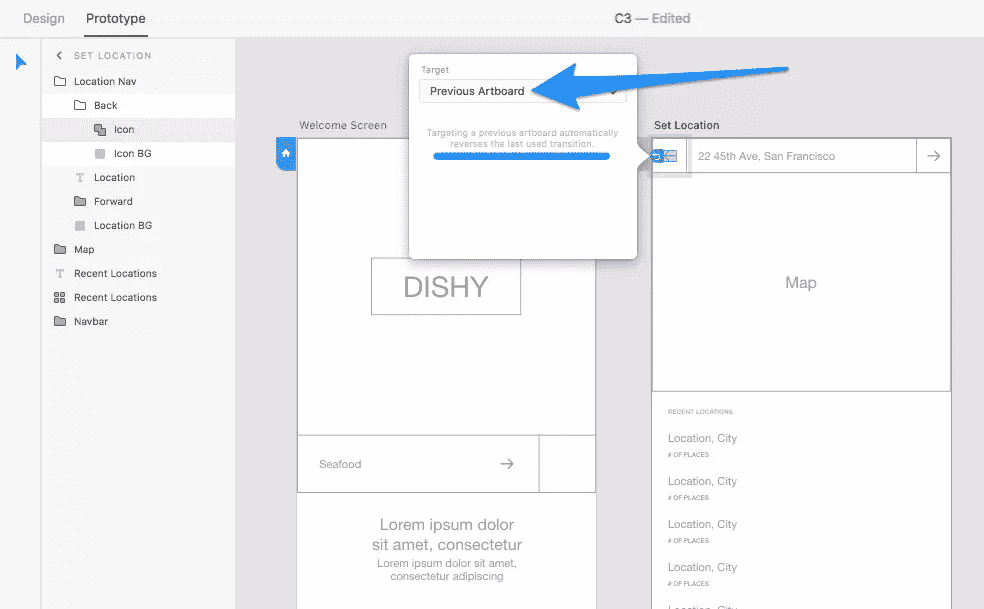 Design Prototype C3 — Edited
SET LOCATION
Location Nav
Back
Icon
Icon BG
Location
Forward
Location BG
Map
Recent Locations
Recent Locations
Navbar
Target
Previous Artboard
Targeting a previous artboard automatically
reverses the last used transition.
Welcome Screen
DISHY
Seafood
Lorem ipsum dolor
sit amet, consectetur
Lorem ipsum dolor sit amet,
consectetur adipiscing
Set Location
22 45th Ave, San Francisco
Map
RECENT LOCATIONS
Location, City
# OF PLACES
Location, City
# OF PLACES
Location, City
# OF PLACES
Location, City
# OF PLACES